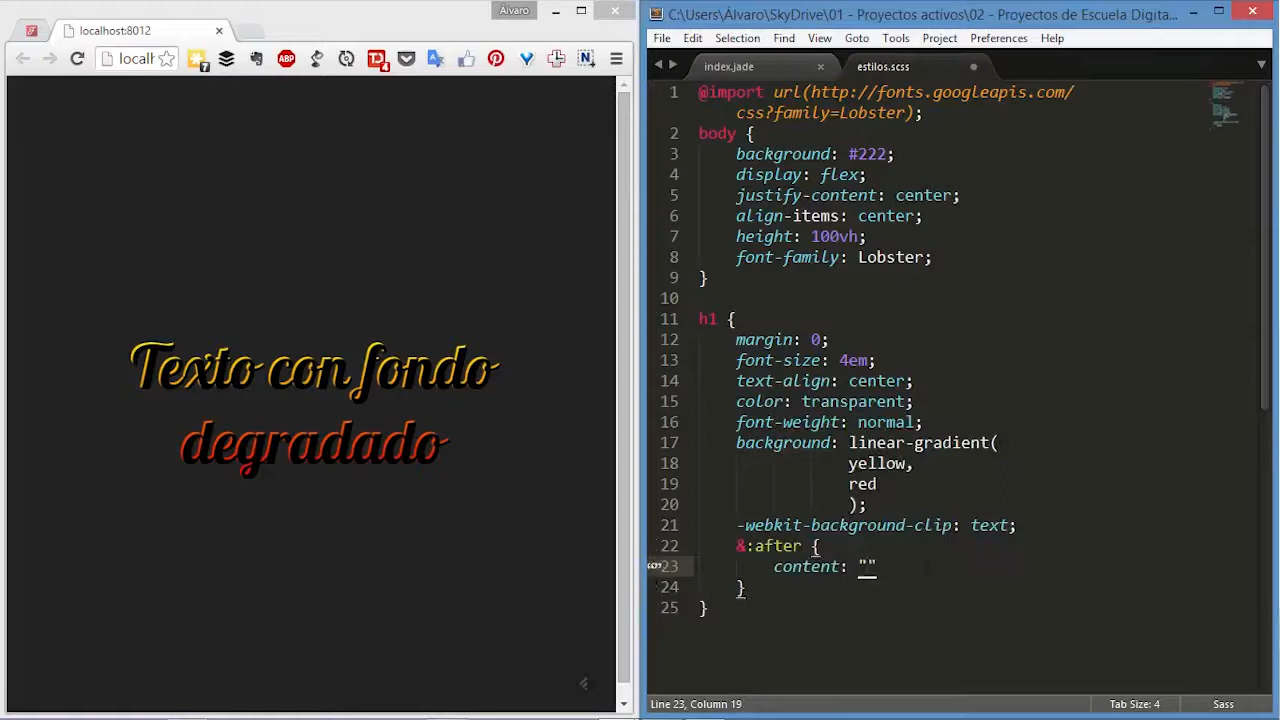 Álvaro
localhost:8012
localh
7
4
Texto con fondo
degradado
C:\Users\Álvaro\SkyDrive\01 - Proyectos activos\02 - Proyectos de Escuela Digita...
File Edit Selection Find View Goto Tools Project Preferences Help
index.jade
estilos.scss
1 @import url(http://fonts.googleapis.com/
css?family=Lobster);
2 body {
3 background: #222;
4 display: flex;
5 justify-content: center;
6 align-items: center;
7 height: 100vh;
8 font-family: Lobster;
9 }
10
11 h1 {
12 margin: 0;
13 font-size: 4em;
14 text-align: center;
15 color: transparent;
16 font-weight: normal;
17 background: linear-gradient(
18 yellow,
19 red
20 );
21 -webkit-background-clip: text;
22 &:after {
23 content: ""
24 }
25 }
Line 23, Column 19
Tab Size: 4
Sass